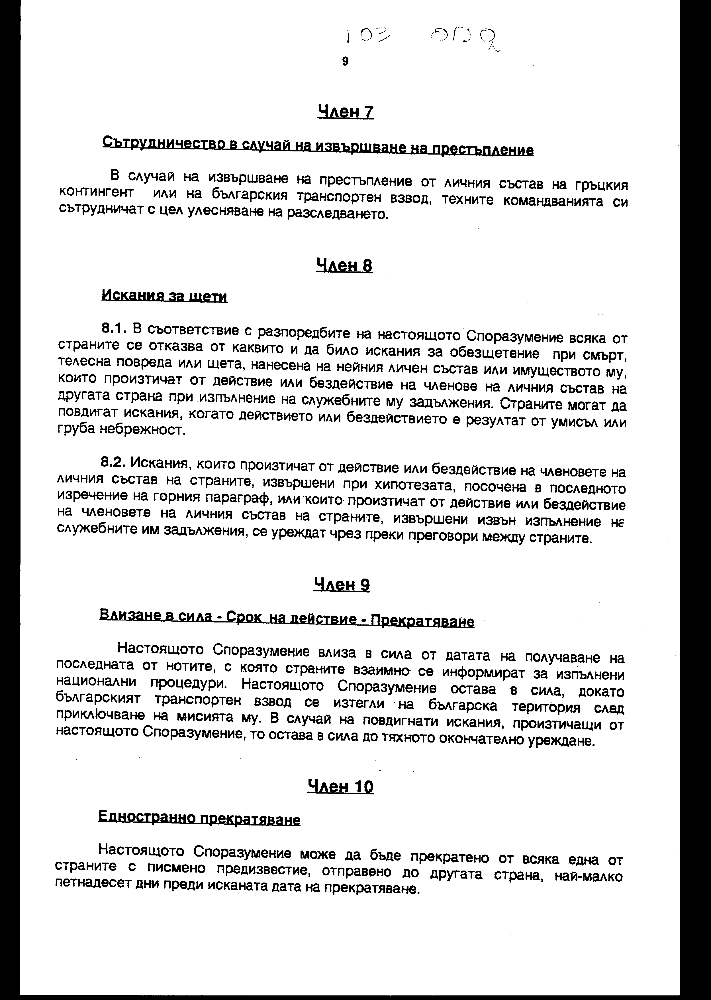 9
Член 7
Сътрудничество в случай на извършване на престъпление
В случай на извършване на престъпление от личния състав на гръцкия
контингент или на българския транспортен взвод, техните командванията си
сътрудничат с цел улесняване на разследването.
Член 8
Искания за щети
8.1. В съответствие с разпоредбите на настоящото Споразумение всяка от
страните се отказва от каквито и да било искания за обезщетение при смърт,
телесна повреда или щета, нанесена на нейния личен състав или имуществото му,
които произтичат от действие или бездействие на членове на личния състав на
другата страна при изпълнение на служебните му задължения. Страните могат да
повдигат искания, когато действието или бездействието е резултат от умисъл или
груба небрежност.
8.2. Искания, които произтичат от действие или бездействие на членовете на
личния състав на страните, извършени при хипотезата, посочена в последното
изречение на горния параграф, или които произтичат от действие или бездействие
на членовете на личния състав на страните, извършени извън изпълнение на
служебните им задължения, се уреждат чрез преки преговори между страните.
Член 9
Влизане в сила - Срок на действие - Прекратяване
Настоящото Споразумение влиза в сила от датата на получаване на
последната от нотите, с която страните взаимно се информират за изпълнени
национални процедури. Настоящото Споразумение остава в сила, докато
българският транспортен взвод се изтегли на българска територия след
приключване на мисията му. В случай на повдигнати искания, произтичащи от
настоящото Споразумение, то остава в сила до тяхното окончателно уреждане.
Член 10
Едностранно прекратяване
Настоящото Споразумение може да бъде прекратено от всяка една от
страните с писмено предизвестие, отправено до другата страна, най-малко
петнадесет дни преди исканата дата на прекратяване.